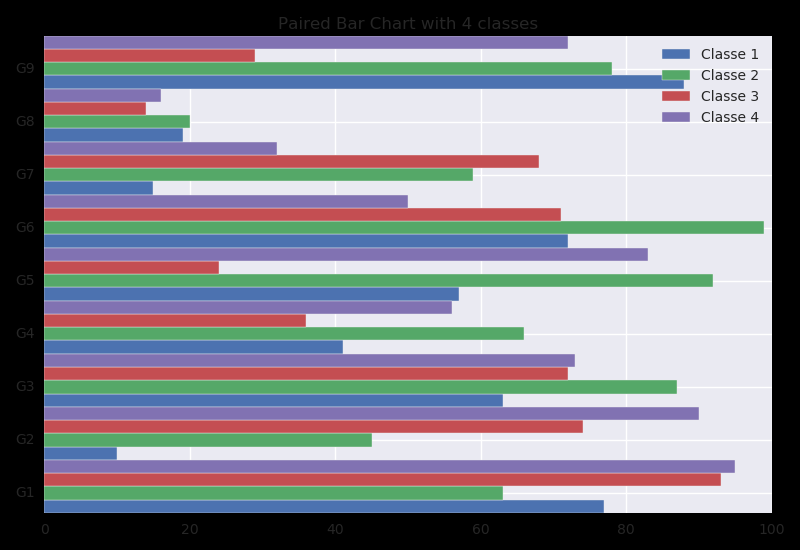 Paired Bar Chart with 4 classes
Classe 1
Classe 2
Classe 3
Classe 4
G9
G8
G7
G6
G5
G4
G3
G2
G1
0 20 40 60 80 100